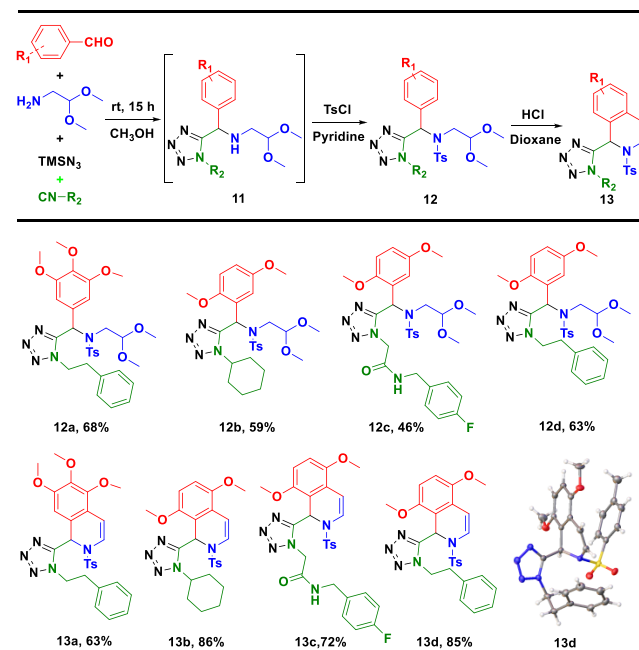 CHO
R1
+
H2N
O
O
+
TMSN3
+
CN–R2
rt, 15 h
CH3OH
R1
N
N
N
N
R2
N
H
O
O
11
TsCl
Pyridine
R1
N
N
N
N
R2
N
Ts
O
O
12
HCl
Dioxane
R1
N
N
N
N
R2
N
Ts
13
O
O
O
N
N
N
N
N
Ts
O
O
12a, 68%
O
O
N
N
N
N
N
Ts
O
O
12b, 59%
O
O
N
N
N
N
N
Ts
O
O
O
N
H
F
12c, 46%
O
O
N
N
N
N
N
Ts
O
O
12d, 63%
O
O
O
N
N
N
N
N
Ts
13a, 63%
O
O
N
N
N
N
N
Ts
13b, 86%
O
O
N
N
N
N
N
Ts
O
N
H
F
13c,72%
O
O
N
N
N
N
N
Ts
13d, 85%
13d